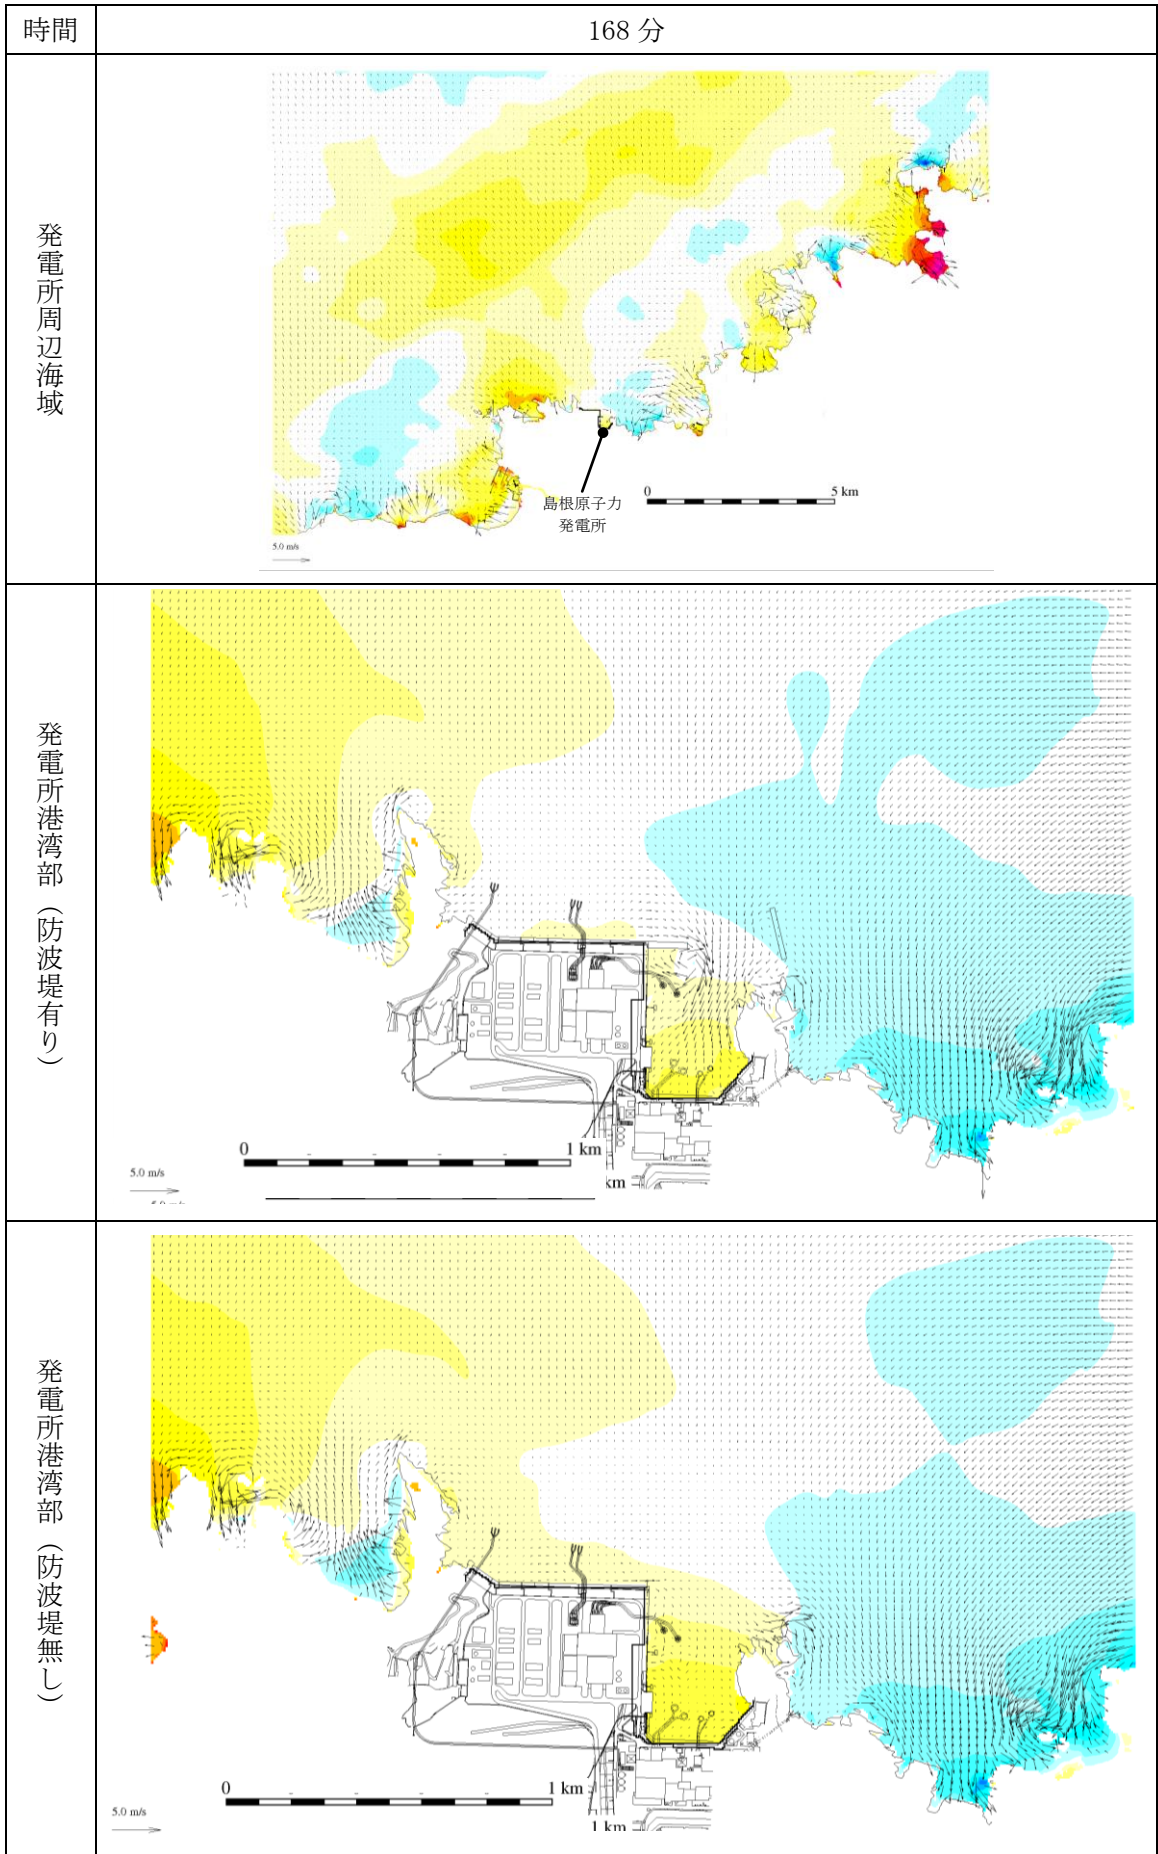 時間
168 分
発電所周辺海域
島根原子力
発電所
0 5 km
5.0 m/s
発電所港湾部（防波堤有り）
0 1 km
km
5.0 m/s
発電所港湾部（防波堤無し）
0 1 km
1 km
5.0 m/s